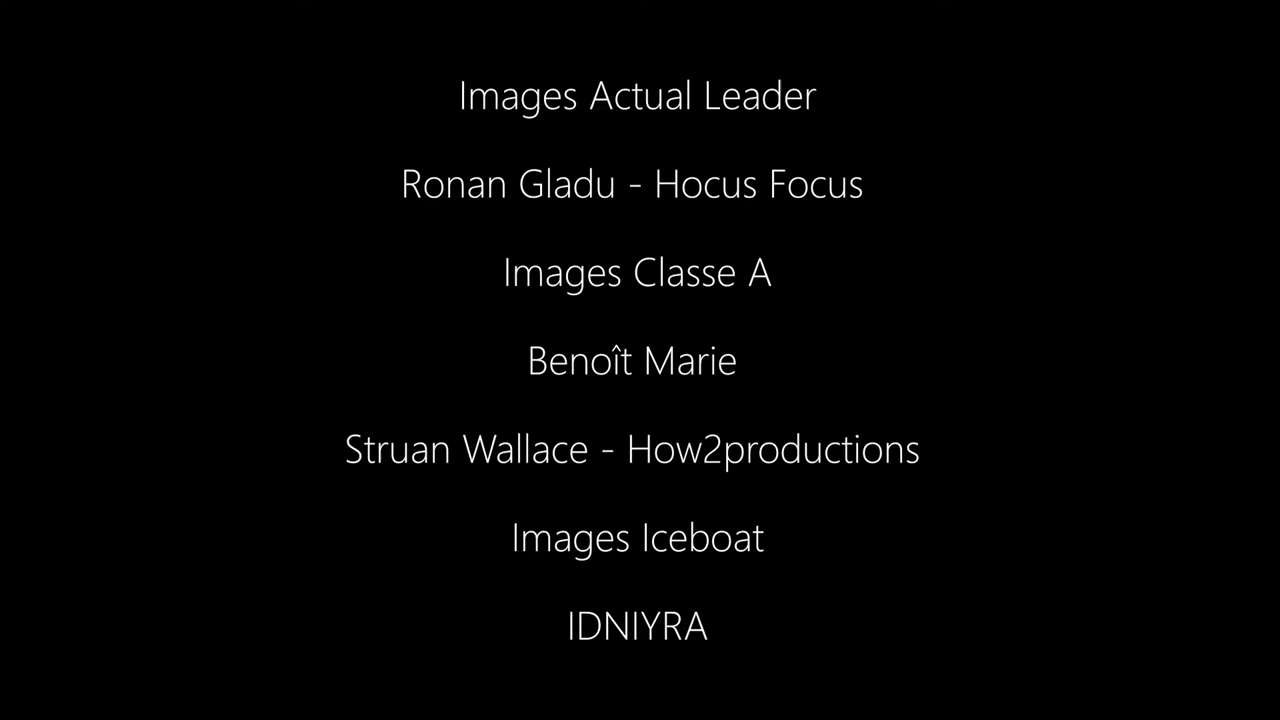 Images Actual Leader
Ronan Gladu - Hocus Focus
Images Classe A
Benoît Marie
Struan Wallace - How2productions
Images Iceboat
IDNIYRA